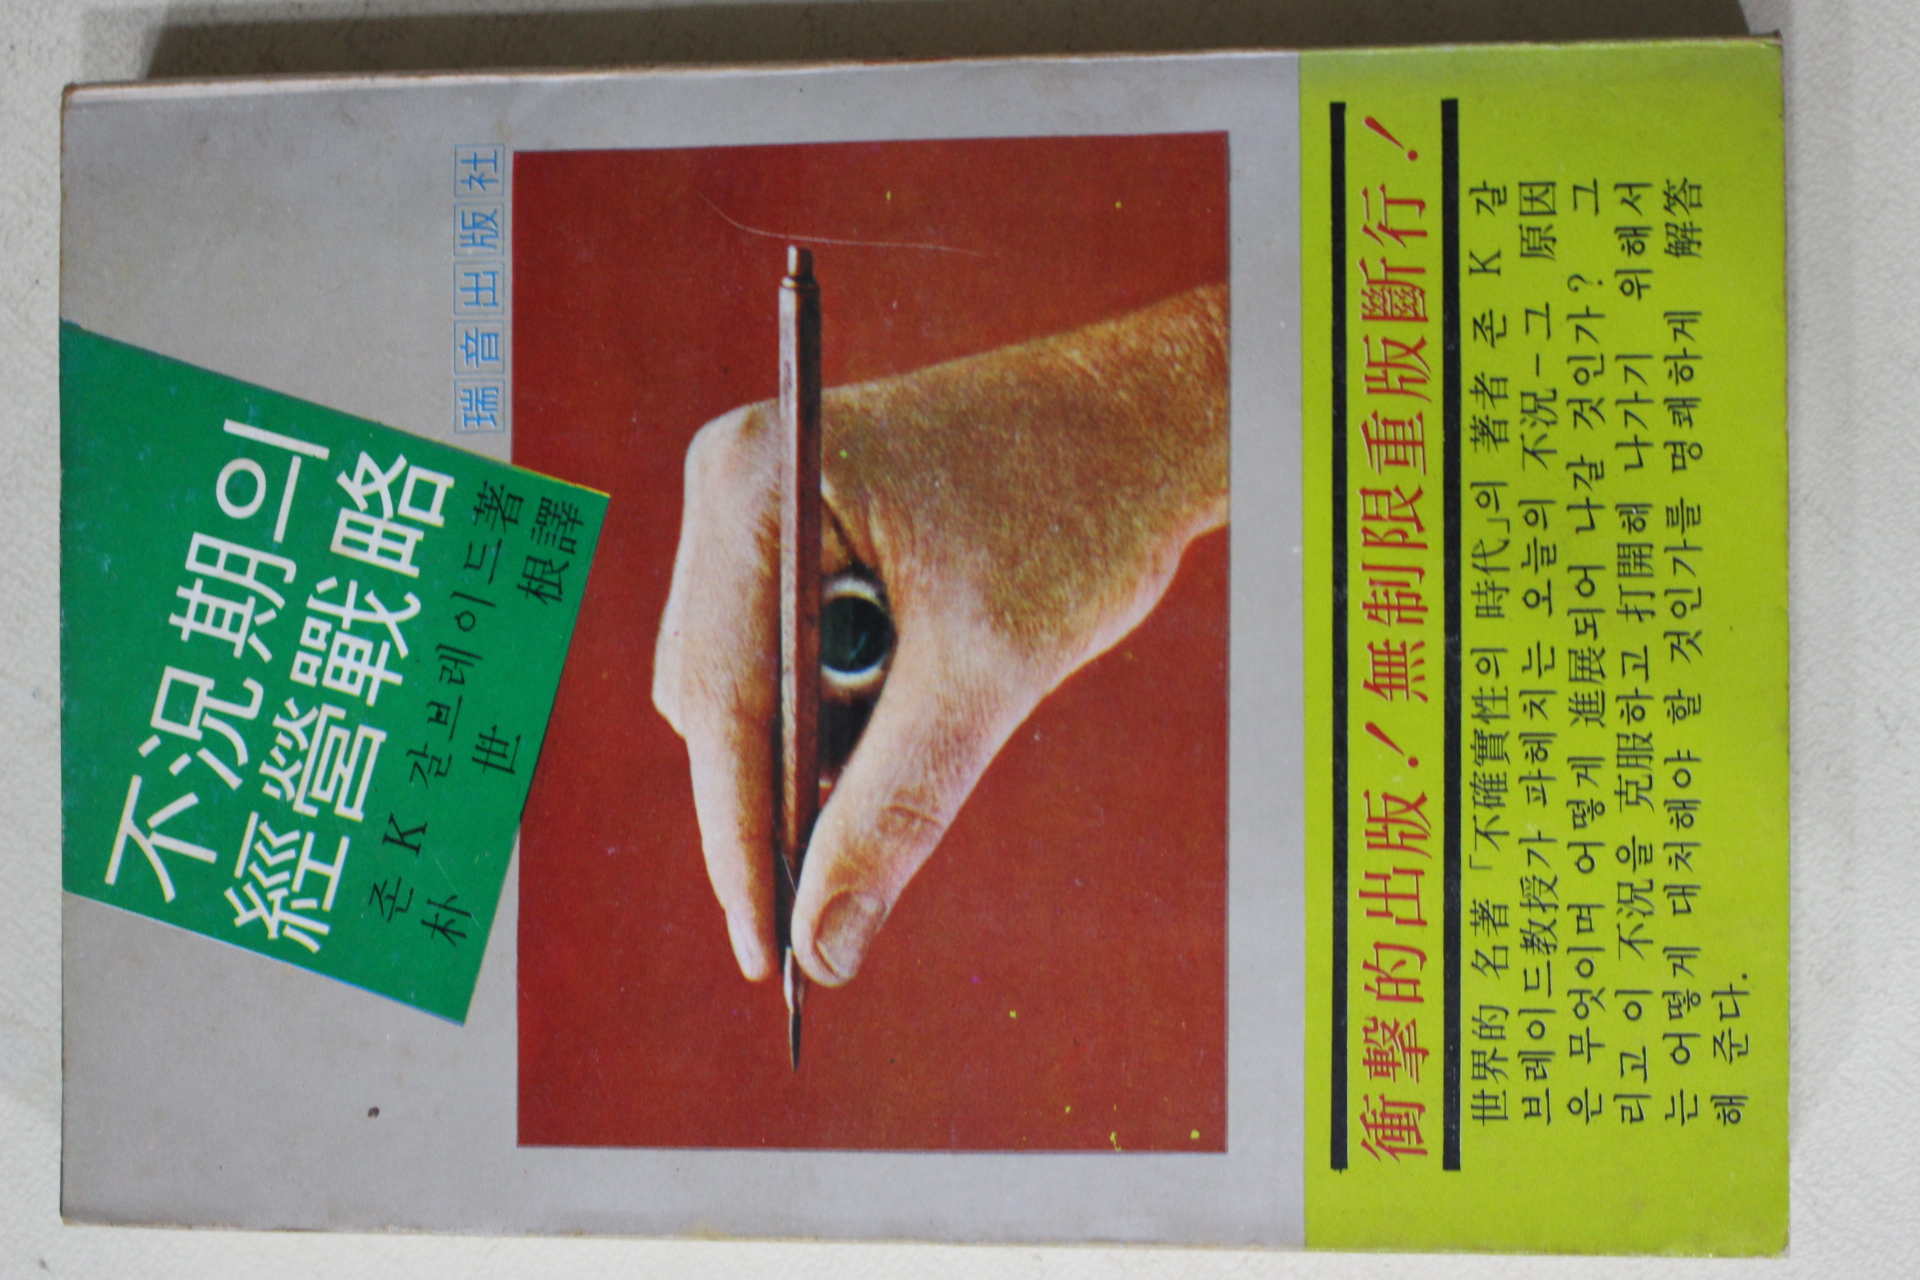 不況期의
經營戰略
존 K 갈브레이드著
朴 世 根譯
瑞音出版社
衝擊的出版! 無制限重版斷行!
世界的 名著 「不確實性의 時代」의 著者 존 K 갈
브레이드教授가 파헤치는 오늘의 不況-그 原因
은 무엇이며 어떻게 進展되어 나갈 것인가? 그
리고 이 不況을 克服하고 打開해 나가기 위해서
는 어떻게 대처해야 할 것인가를 명쾌하게 解答
해 준다.